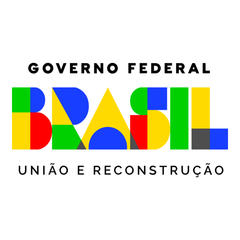 GOVERNO FEDERAL
BRASIL
UNIÃO E RECONSTRUÇÃO